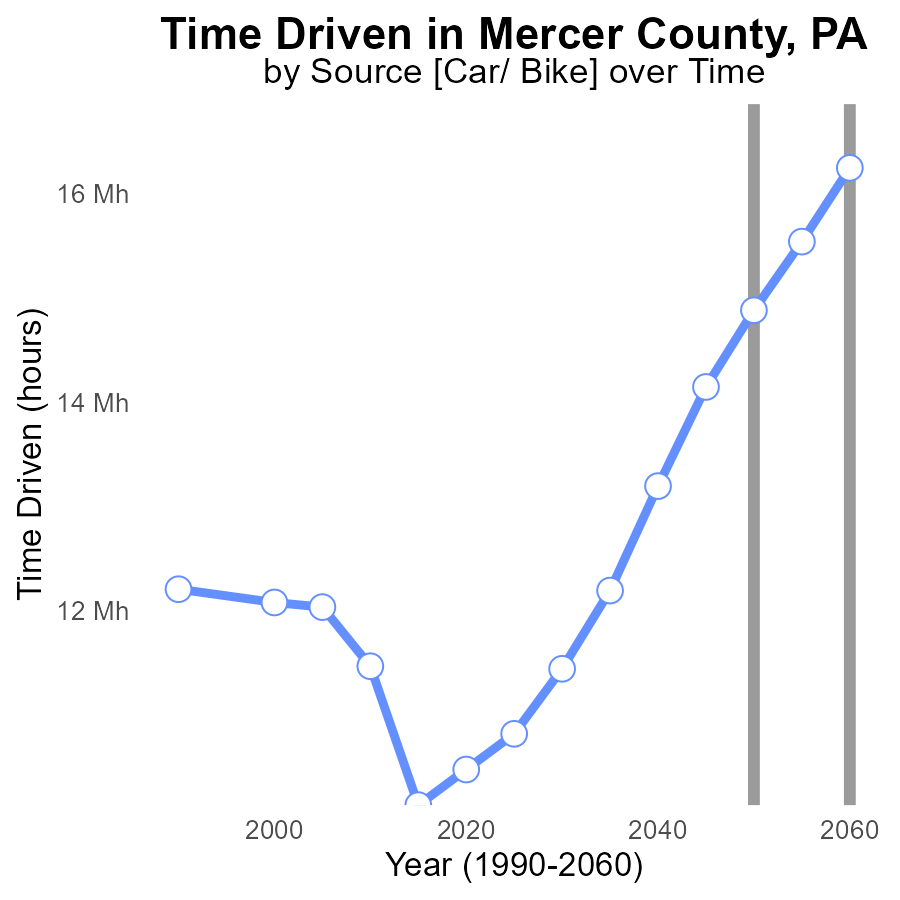 Time Driven in Mercer County, PA
by Source [Car/ Bike] over Time
Time Driven (hours)
16 Mh
14 Mh
12 Mh
2000 2020 2040 2060
Year (1990-2060)